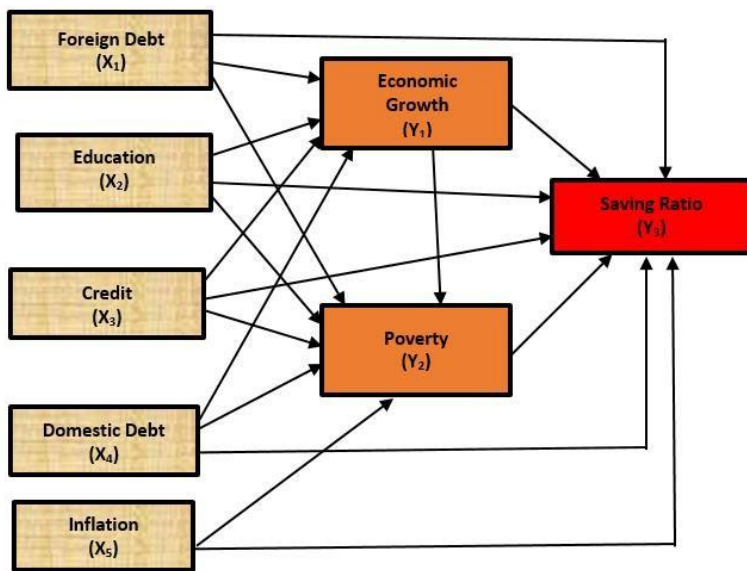 Foreign Debt
(X₁)
Economic
Growth
(Y₁)
Education
(X₂)
Saving Ratio
(Y₃)
Credit
(X₃)
Poverty
(Y₂)
Domestic Debt
(X₄)
Inflation
(X₅)